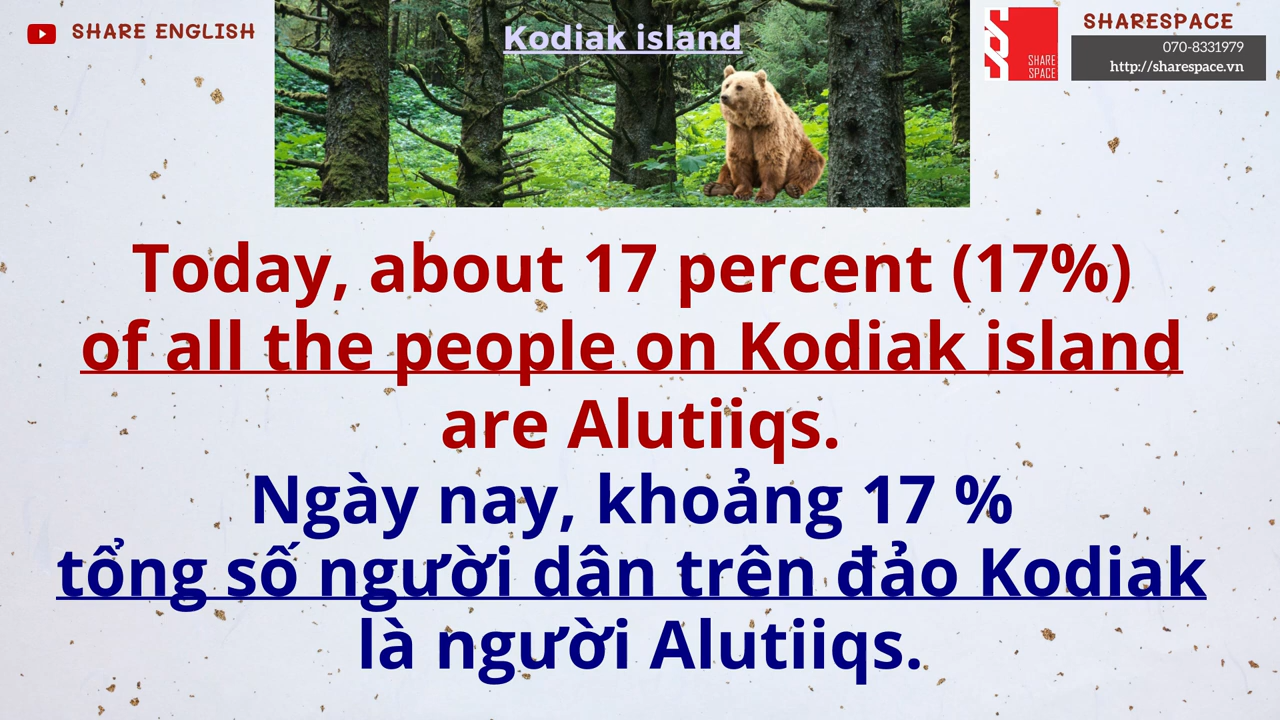 SHARE ENGLISH
Kodiak island
SHARE
SPACE
SHARESPACE
070-8331979
http://sharespace.vn
Today, about 17 percent (17%)
of all the people on Kodiak island
are Alutiiqs.
Ngày nay, khoảng 17 %
tổng số người dân trên đảo Kodiak
là người Alutiiqs.